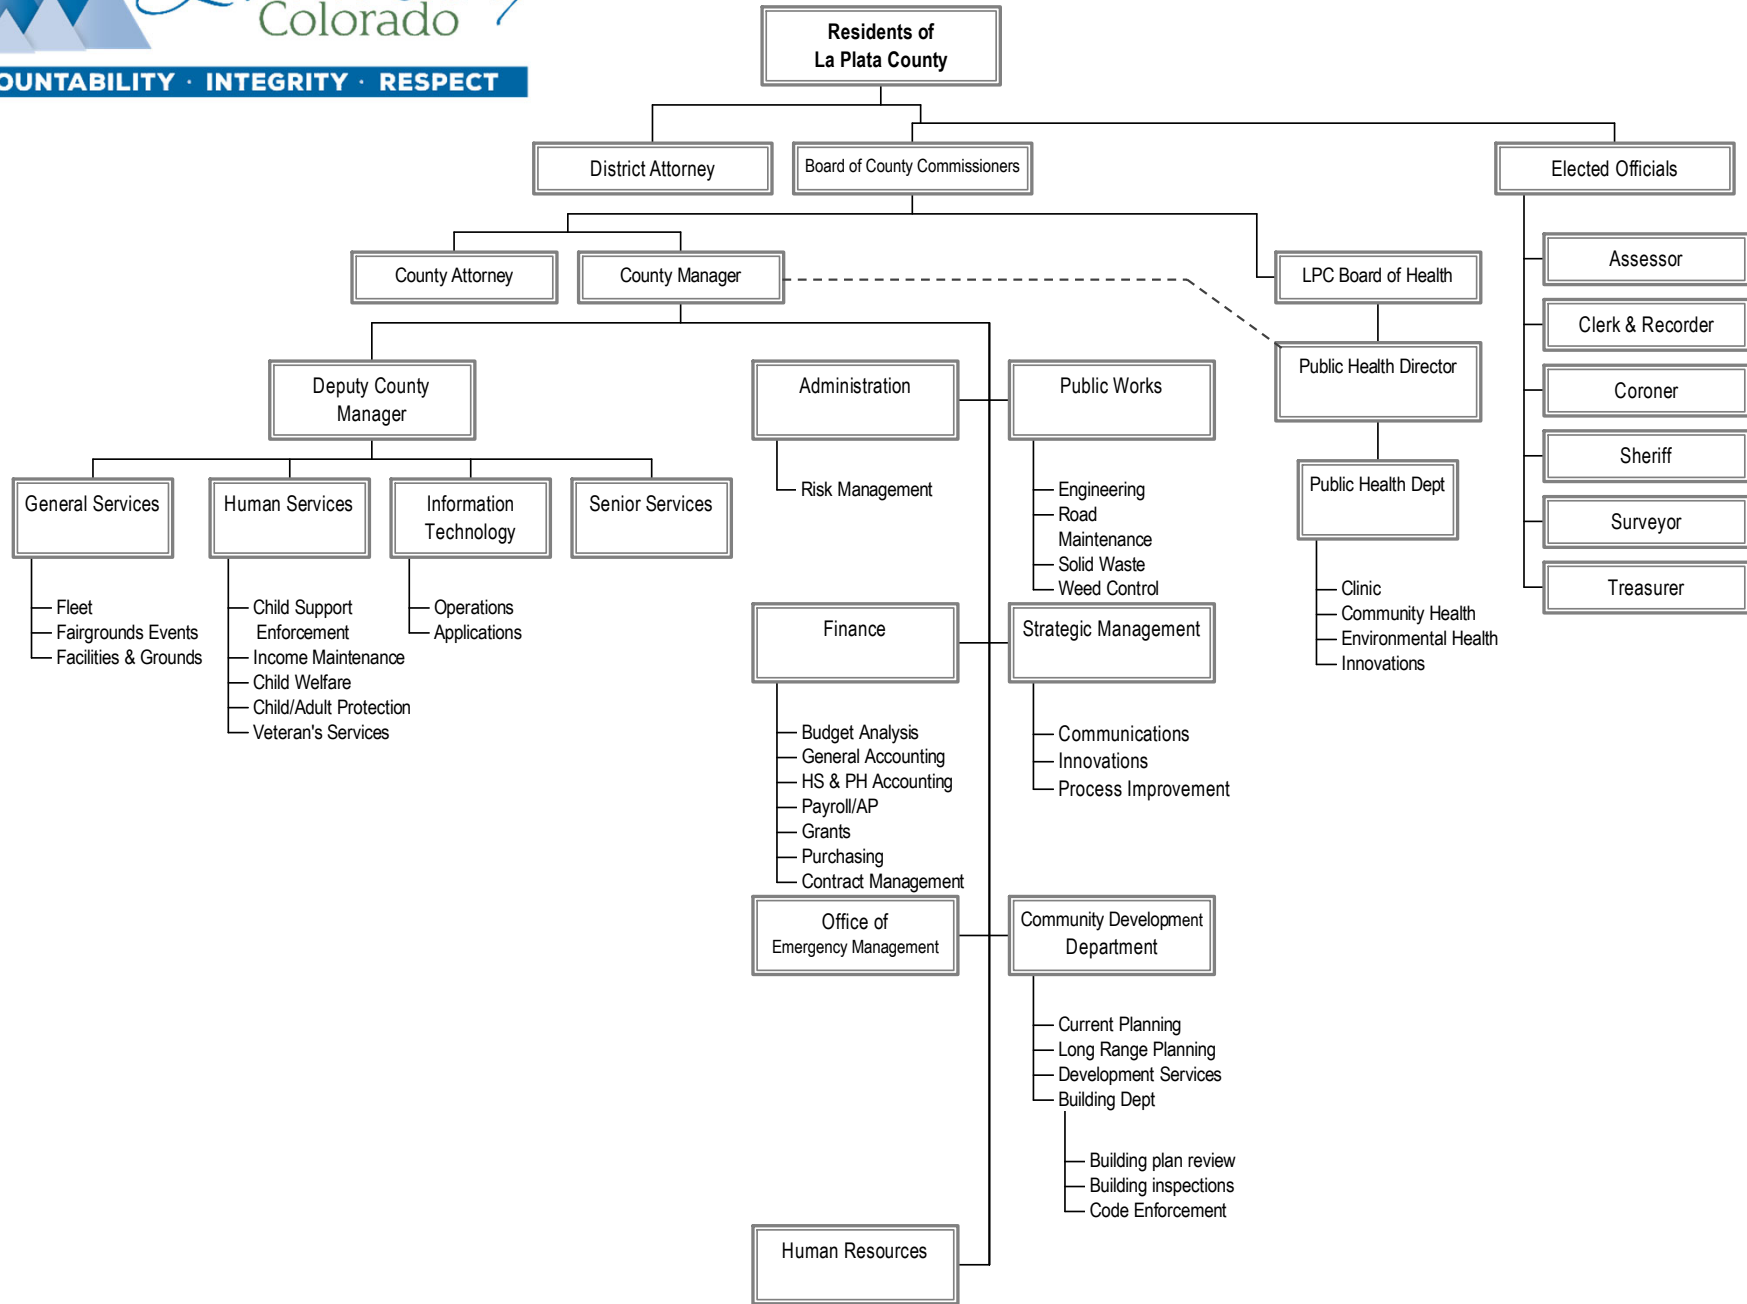 Colorado
OUNTABILITY · INTEGRITY · RESPECT
Residents of
La Plata County
District Attorney
Board of County Commissioners
Elected Officials
County Attorney
County Manager
LPC Board of Health
Assessor
Clerk & Recorder
Coroner
Sheriff
Surveyor
Treasurer
Public Health Director
Public Health Dept
Clinic
Community Health
Environmental Health
Innovations
Deputy County
Manager
General Services
Fleet
Fairgrounds Events
Facilities & Grounds
Human Services
Child Support
Enforcement
Income Maintenance
Child Welfare
Child/Adult Protection
Veteran's Services
Information
Technology
Operations
Applications
Senior Services
Administration
Risk Management
Public Works
Engineering
Road
Maintenance
Solid Waste
Weed Control
Finance
Budget Analysis
General Accounting
HS & PH Accounting
Payroll/AP
Grants
Purchasing
Contract Management
Strategic Management
Communications
Innovations
Process Improvement
Office of
Emergency Management
Community Development
Department
Current Planning
Long Range Planning
Development Services
Building Dept
Building plan review
Building inspections
Code Enforcement
Human Resources